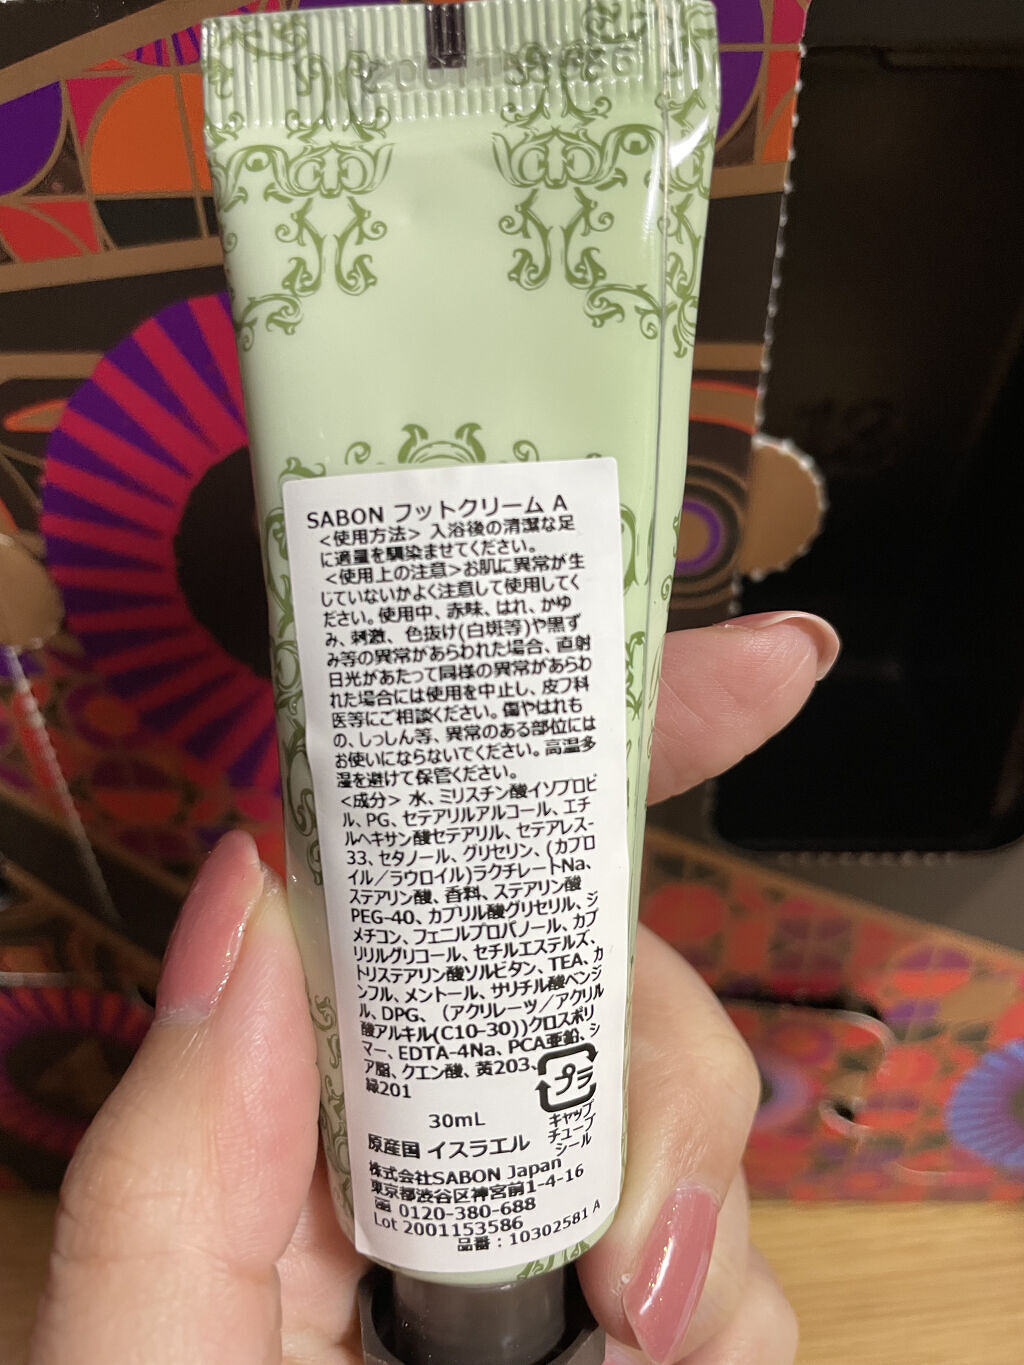 SABON フットクリーム A
<使用方法> 入浴後の清潔な足
に適量を馴染ませてください。
<使用上の注意>お肌に異常が生
じていないかよく注意して使用してく
ださい。使用中、赤味、はれ、かゆ
み、刺激、色抜け(白斑等)や黒ず
み等の異常があらわれた場合、直射
日光があたって同様の異常があらわ
れた場合には使用を中止し、皮フ科
医等にご相談ください。傷やはれも
の、しっしん等、異常のある部位には
お使いにならないでください。高温多
湿を避けて保管ください。
<成分> 水、ミリスチン酸イソプロピ
ル、PG、セテアリルアルコール、エチ
ルヘキサン酸セテアリル、セテアレス-
33、セタノール、グリセリン、(カプロ
イル/ラウロイル)ラクチレートNa、
ステアリン酸、香料、ステアリン酸
PEG-40、カプリル酸グリセリル、ジ
メチコン、フェニルプロパノール、カプ
リリルグリコール、セチルエステルズ、
トリステアリン酸ソルビタン、TEA、カ
ンフル、メントール、サリチル酸ベンジ
ル、DPG、(アクリレーツ/アクリル
酸アルキル(C10-30))クロスポリ
マー、EDTA-4Na、PCA亜鉛、シ
ア脂、クエン酸、黄203、
緑201
プラ
キャップ
チューブ
シール
30mL
原産国 イスラエル
株式会社SABON Japan
東京都渋谷区神宮前1-4-16
0120-380-688
Lot 2001153586
品番：10302581 A